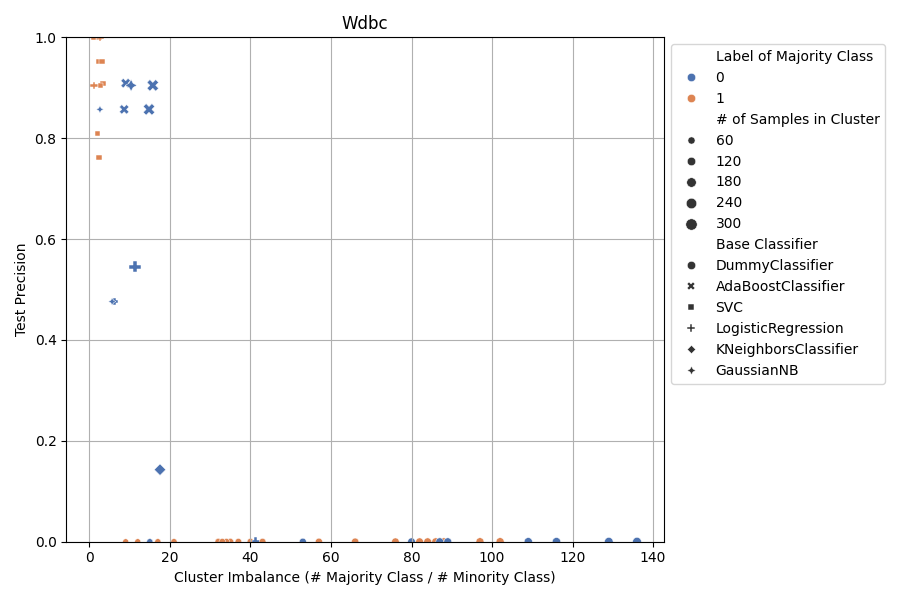 Wdbc
1.0
0.8
0.6
0.4
0.2
0.0
Test Precision
0 20 40 60 80 100 120 140
Cluster Imbalance (# Majority Class / # Minority Class)
Label of Majority Class
0
1
# of Samples in Cluster
60
120
180
240
300
Base Classifier
DummyClassifier
AdaBoostClassifier
SVC
LogisticRegression
KNeighborsClassifier
GaussianNB